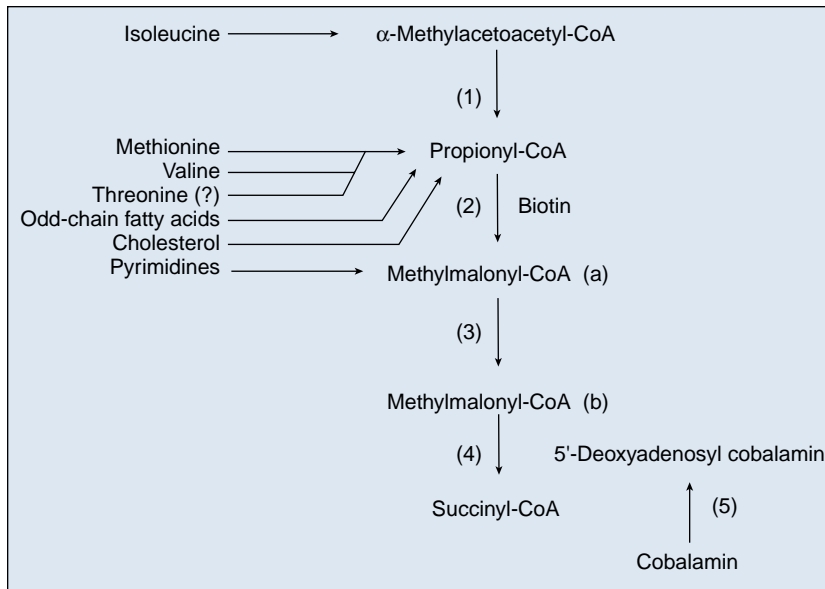 Isoleucine
α-Methylacetoacetyl-CoA
(1)
Methionine
Valine
Threonine (?)
Odd-chain fatty acids
Cholesterol
Pyrimidines
Propionyl-CoA
(2) Biotin
Methylmalonyl-CoA (a)
(3)
Methylmalonyl-CoA (b)
(4)
Succinyl-CoA
5'-Deoxyadenosyl cobalamin
(5)
Cobalamin